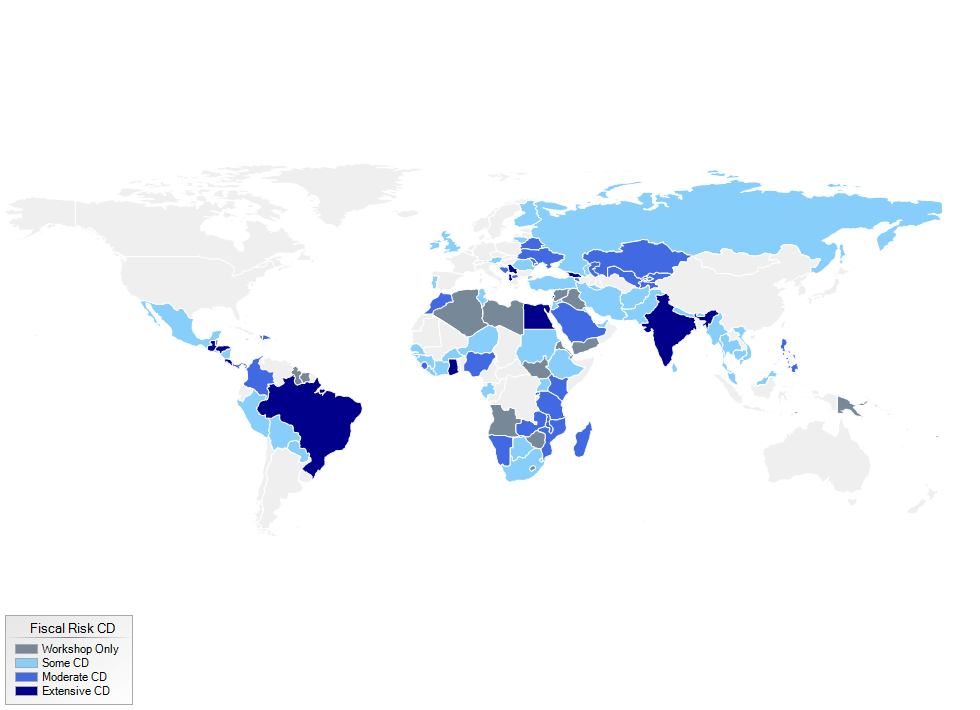 Fiscal Risk CD
Workshop Only
Some CD
Moderate CD
Extensive CD